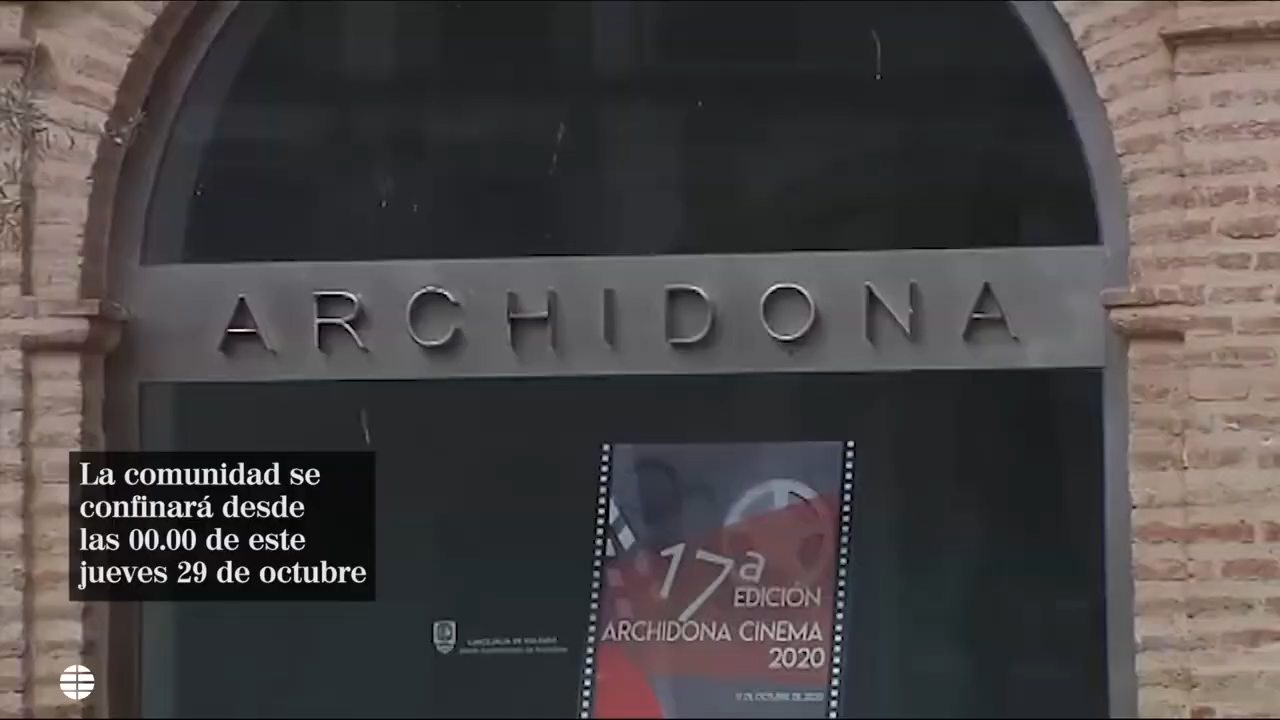 ARCHIDONA
La comunidad se
confinará desde
las 00.00 de este
jueves 29 de octubre
17ª
EDICIÓN
ARCHIDONA CINEMA
2020